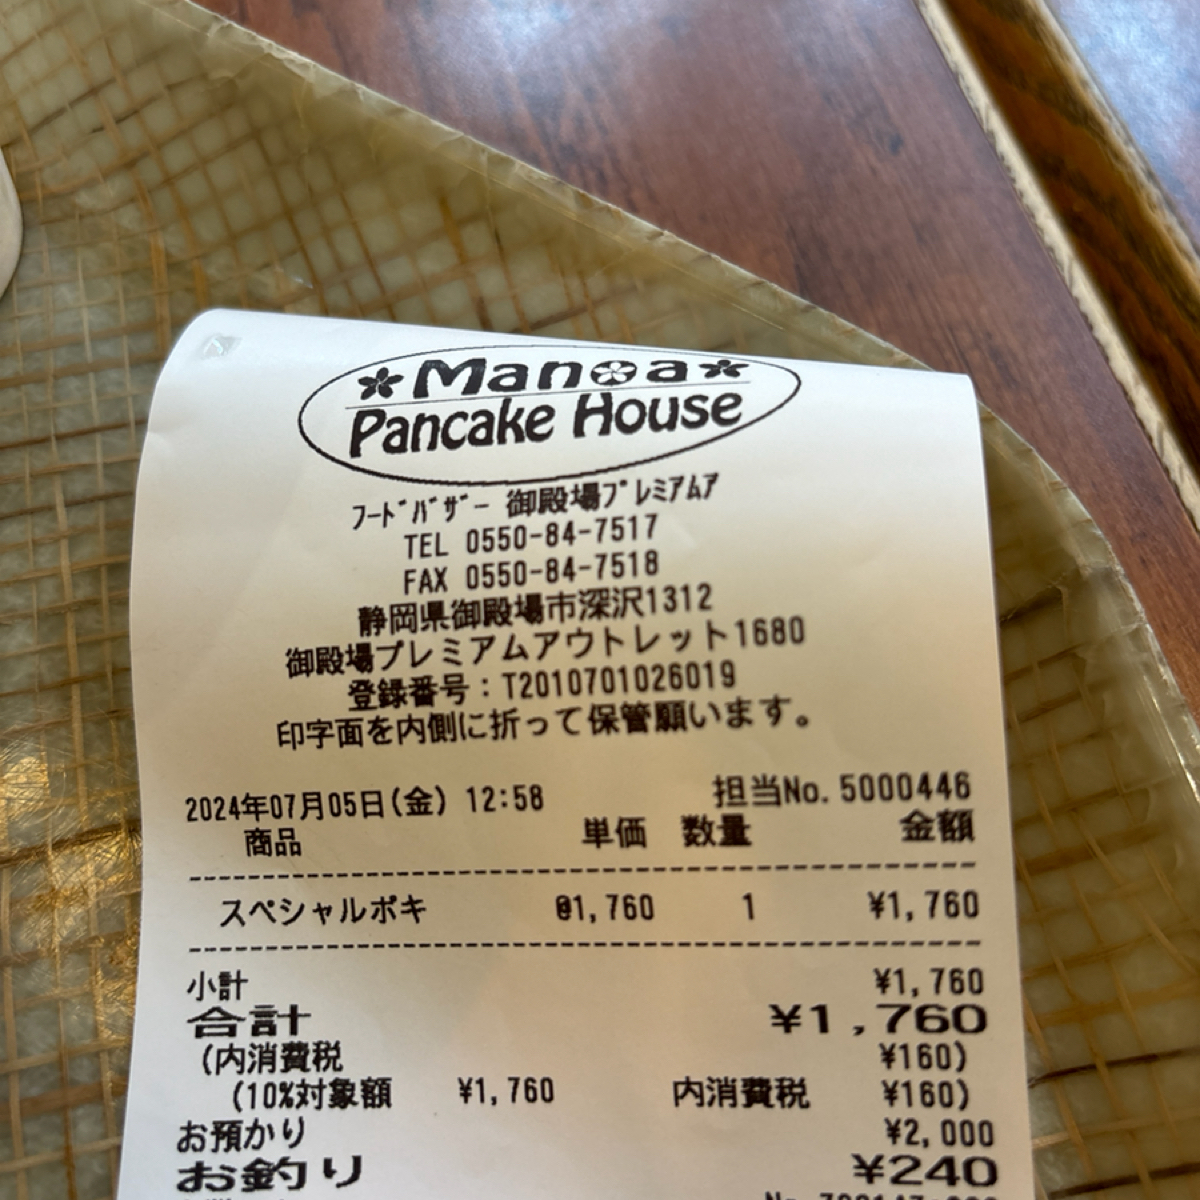 Manoa
Pancake House
フードバザー 御殿場プレミアムア
TEL 0550-84-7517
FAX 0550-84-7518
静岡県御殿場市深沢1312
御殿場プレミアムアウトレット1680
登録番号：T2010701026019
印字面を内側に折って保管願います。
2024年07月05日(金) 12:58 担当No. 5000446
商品 単価 数量 金額
スペシャルポキ @1,760 1 ¥1,760
小計 ¥1,760
合計 ¥1,760
(内消費税 ¥160)
(10%対象額 ¥1,760 内消費税 ¥160)
お預かり ¥2,000
お釣り ¥240